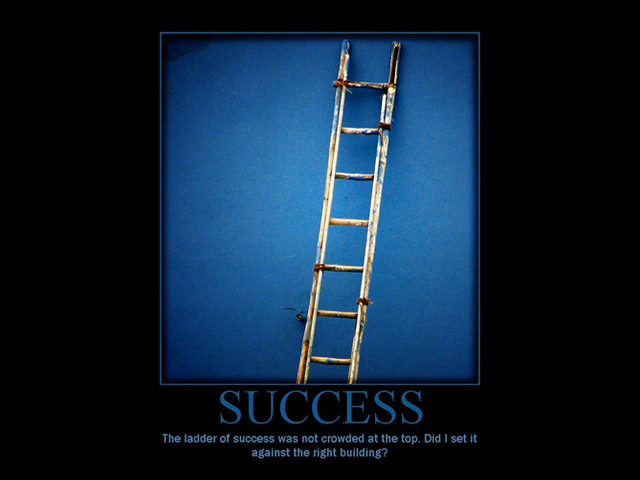 SUCCESS
The ladder of success was not crowded at the top. Did I set it
against the right building?